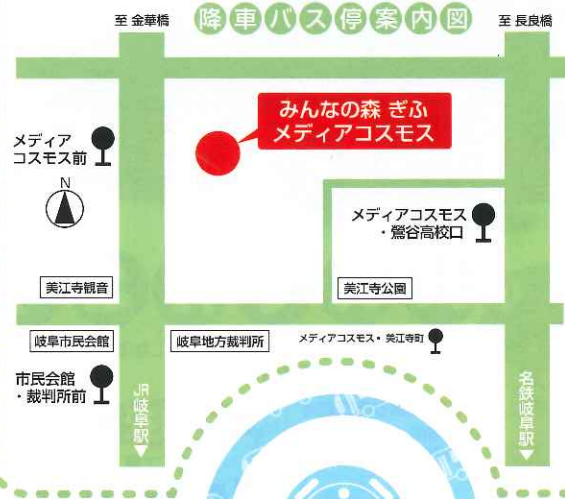 降車バス停案内図
至 金華橋
至 長良橋
みんなの森 ぎふ
メディアコスモス
メディア
コスモス前
N
メディアコスモス
・鶯谷高校口
美江寺観音
美江寺公園
岐阜市民会館
岐阜地方裁判所
メディアコスモス・美江寺町
市民会館
・裁判所前
JR岐阜駅▼
名鉄岐阜駅▼